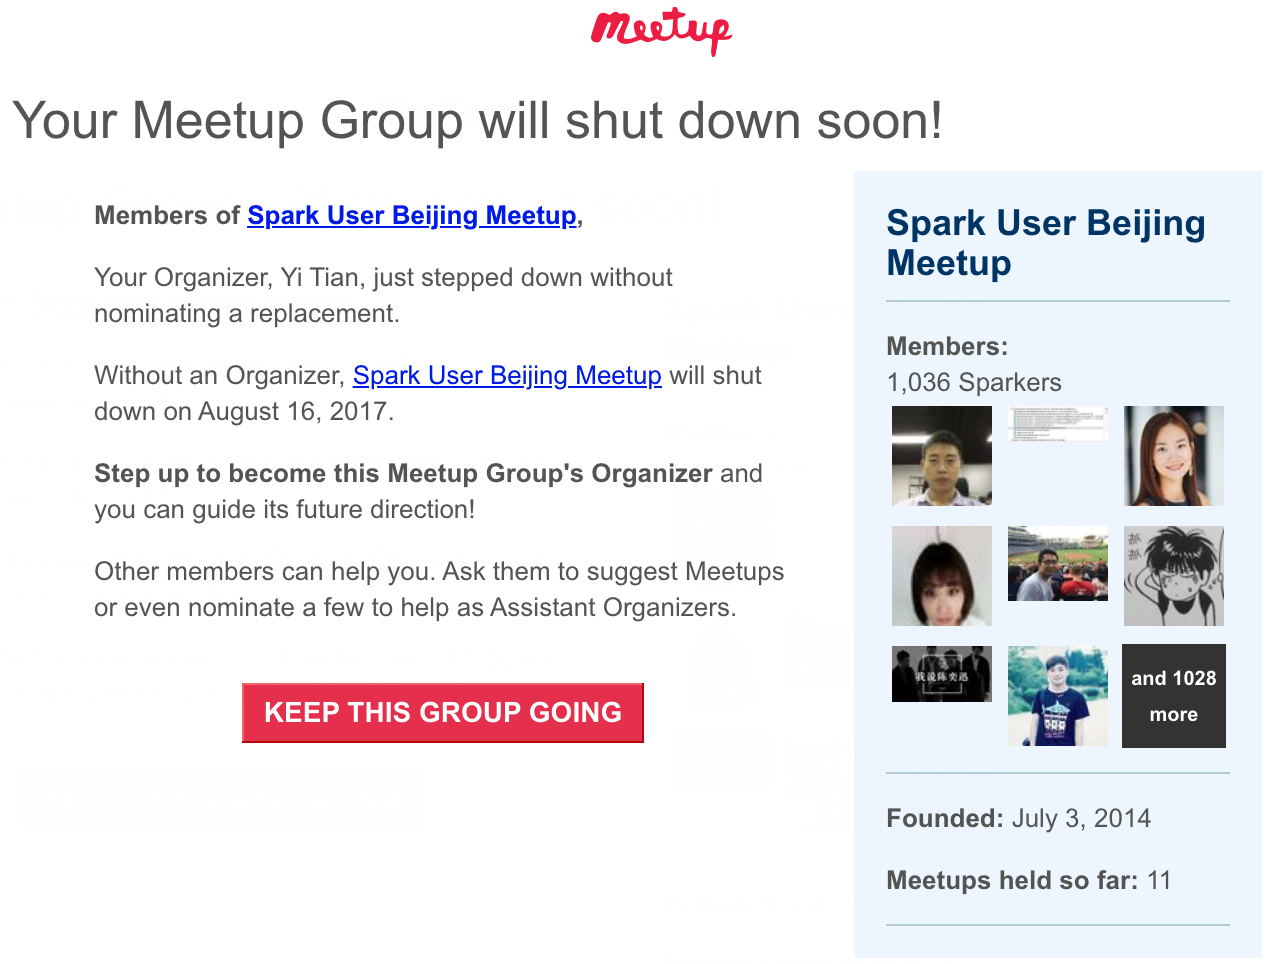 meetup
Your Meetup Group will shut down soon!
Members of Spark User Beijing Meetup,
Your Organizer, Yi Tian, just stepped down without
nominating a replacement.
Without an Organizer, Spark User Beijing Meetup will shut
down on August 16, 2017.
Step up to become this Meetup Group's Organizer and
you can guide its future direction!
Other members can help you. Ask them to suggest Meetups
or even nominate a few to help as Assistant Organizers.
KEEP THIS GROUP GOING
Spark User Beijing
Meetup
Members:
1,036 Sparkers
孤
孤
我说陈奕迅
and 1028
more
Founded: July 3, 2014
Meetups held so far: 11